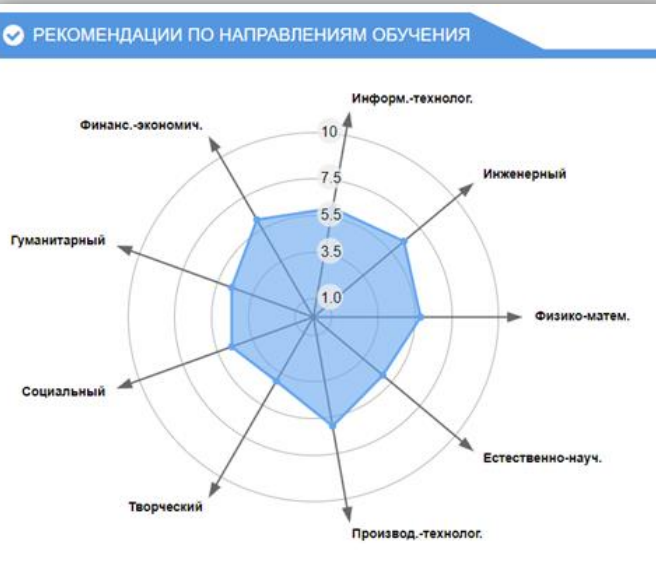 РЕКОМЕНДАЦИИ ПО НАПРАВЛЕНИЯМ ОБУЧЕНИЯ
Информ.-технолог.
Финанс.-экономич.
10
Инженерный
7.5
5.5
Гуманитарный
3.5
1.0
Физико-матем.
Социальный
Естественно-науч.
Творческий
Производ.-технолог.